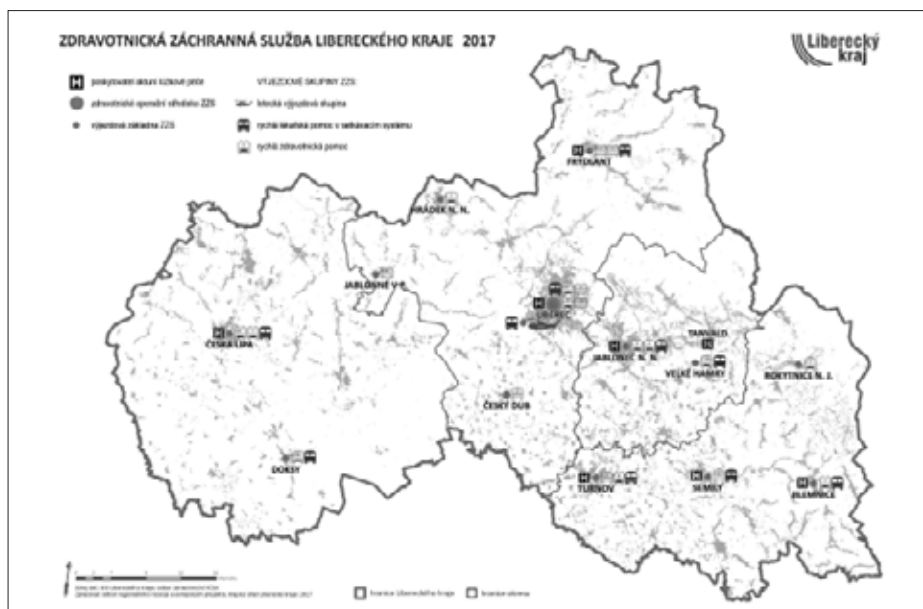 ZDRAVOTNICKÁ ZÁCHRANNÁ SLUŽBA LIBERECKÉHO KRAJE 2017
Liberecký
kraj
H poskytovatel akutní lůžkové péče
zdravotnické operační středisko ZZS
výjezdová základna ZZS
VÝJEZDOVÉ SKUPINY ZZS:
letecká výjezdová skupina
rychlá lékařská pomoc v setkávacím systému
rychlá zdravotnická pomoc
FRÝDLANT
HRÁDEK N. N.
JABLONNÉ V P.
LIBEREC
ČESKÁ LÍPA
TANVALD
JABLONEC N. N.
VELKÉ HAMRY
ROKYTNICE N. J.
ČESKÝ DUB
DOKSY
TURNOV
SEMILY
JILEMNICE
hranice Libereckého kraje
hranice okresu